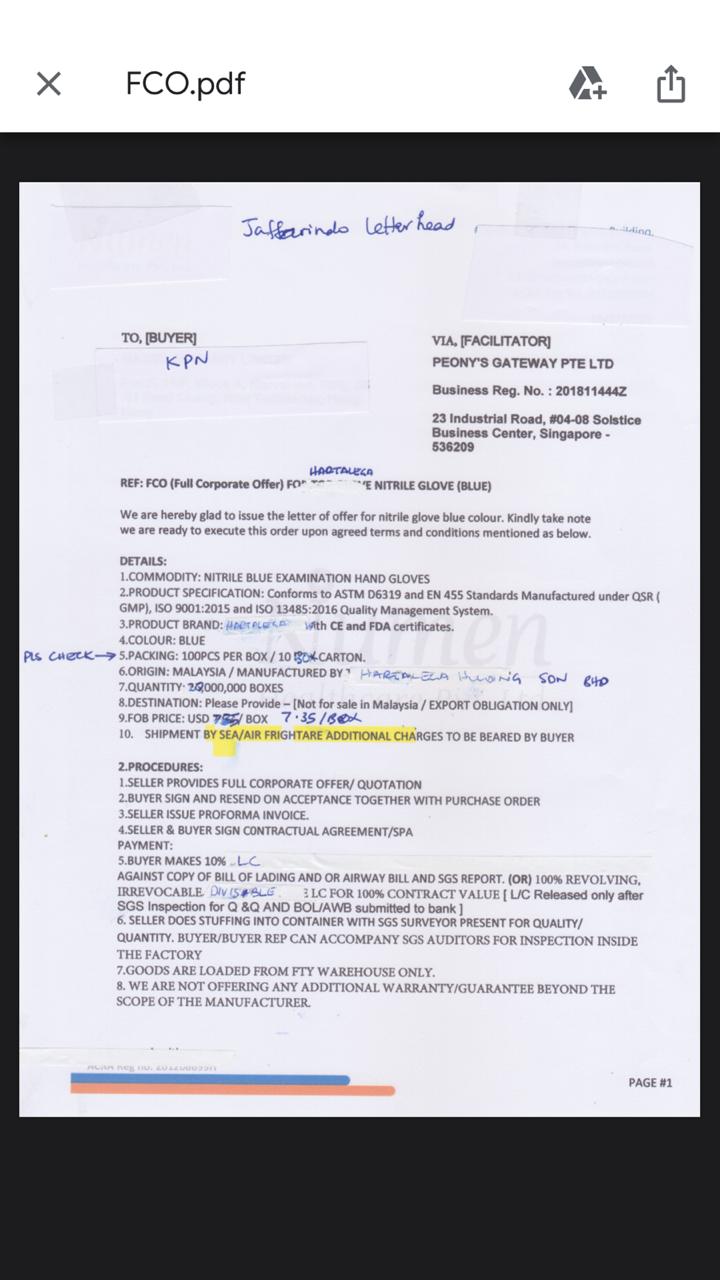 FCO.pdf
Jaffarindo Letterhead
TO, [BUYER]
KPN
VIA, [FACILITATOR]
PEONY'S GATEWAY PTE LTD
Business Reg. No. : 201811444Z
23 Industrial Road, #04-08 Solstice
Business Center, Singapore -
536209
HARTALEGA
REF: FCO (Full Corporate Offer) FOR NITRILE GLOVE (BLUE)
We are hereby glad to issue the letter of offer for nitrile glove blue colour. Kindly take note
we are ready to execute this order upon agreed terms and conditions mentioned as below.
DETAILS:
1.COMMODITY: NITRILE BLUE EXAMINATION HAND GLOVES
2.PRODUCT SPECIFICATION: Conforms to ASTM D6319 and EN 455 Standards Manufactured under QSR (
GMP), ISO 9001:2015 and ISO 13485:2016 Quality Management System.
3.PRODUCT BRAND: HARTALEGA with CE and FDA certificates.
4.COLOUR: BLUE
PLS CHECK → 5.PACKING: 100PCS PER BOX / 10 BOX CARTON.
6.ORIGIN: MALAYSIA / MANUFACTURED BY HARTALEGA SDN BHD
7.QUANTITY: 20,000,000 BOXES
8.DESTINATION: Please Provide – [Not for sale in Malaysia / EXPORT OBLIGATION ONLY]
9.FOB PRICE: USD / BOX 7.35/BOX
10. SHIPMENT BY SEA/AIR FRIGHTARE ADDITIONAL CHARGES TO BE BEARED BY BUYER
2.PROCEDURES:
1.SELLER PROVIDES FULL CORPORATE OFFER/ QUOTATION
2.BUYER SIGN AND RESEND ON ACCEPTANCE TOGETHER WITH PURCHASE ORDER
3.SELLER ISSUE PROFORMA INVOICE.
4.SELLER & BUYER SIGN CONTRACTUAL AGREEMENT/SPA
PAYMENT:
5.BUYER MAKES 10% LC
AGAINST COPY OF BILL OF LADING AND OR AIRWAY BILL AND SGS REPORT. (OR) 100% REVOLVING,
IRREVOCABLE DIVISABLE LC FOR 100% CONTRACT VALUE [ L/C Released only after
SGS Inspection for Q &Q AND BOL/AWB submitted to bank ]
6. SELLER DOES STUFFING INTO CONTAINER WITH SGS SURVEYOR PRESENT FOR QUALITY/
QUANTITY. BUYER/BUYER REP CAN ACCOMPANY SGS AUDITORS FOR INSPECTION INSIDE
THE FACTORY
7.GOODS ARE LOADED FROM FTY WAREHOUSE ONLY.
8. WE ARE NOT OFFERING ANY ADDITIONAL WARRANTY/GUARANTEE BEYOND THE
SCOPE OF THE MANUFACTURER.
PAGE #1